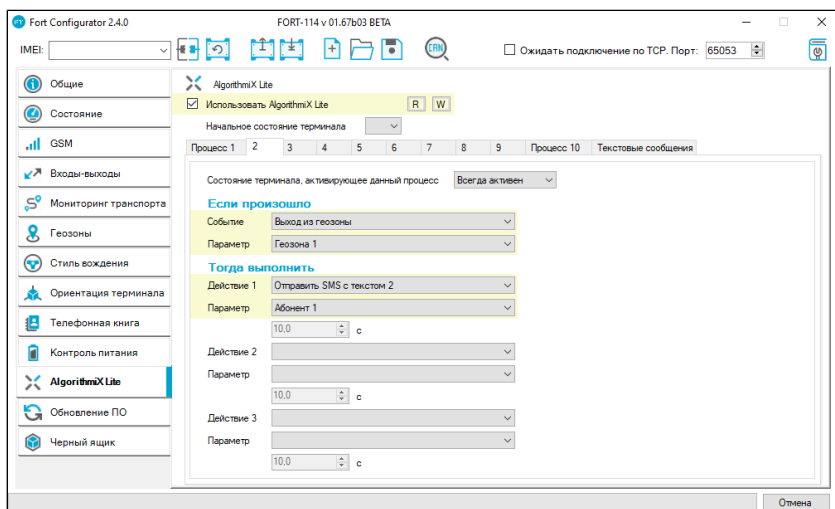 Fort Configurator 2.4.0 FORT-114 v 01.67b03 BETA
IMEI: CAN Ожидать подключение по TCP. Порт: 65053
Общие
Состояние
GSM
Входы-выходы
Мониторинг транспорта
Геозоны
Стиль вождения
Ориентация терминала
Телефонная книга
Контроль питания
AlgorithmiX Lite
Обновление ПО
Черный ящик
AlgorithmiX Lite
Использовать AlgorithmiX Lite R W
Начальное состояние терминала
Процесс 1 2 3 4 5 6 7 8 9 Процесс 10 Текстовые сообщения
Состояние терминала, активирующее данный процесс Всегда активен
Если произошло
Событие Выход из геозоны
Параметр Геозона 1
Тогда выполнить
Действие 1 Отправить SMS с текстом 2
Параметр Абонент 1
10,0 с
Действие 2
Параметр
10,0 с
Действие 3
Параметр
10,0 с
Отмена